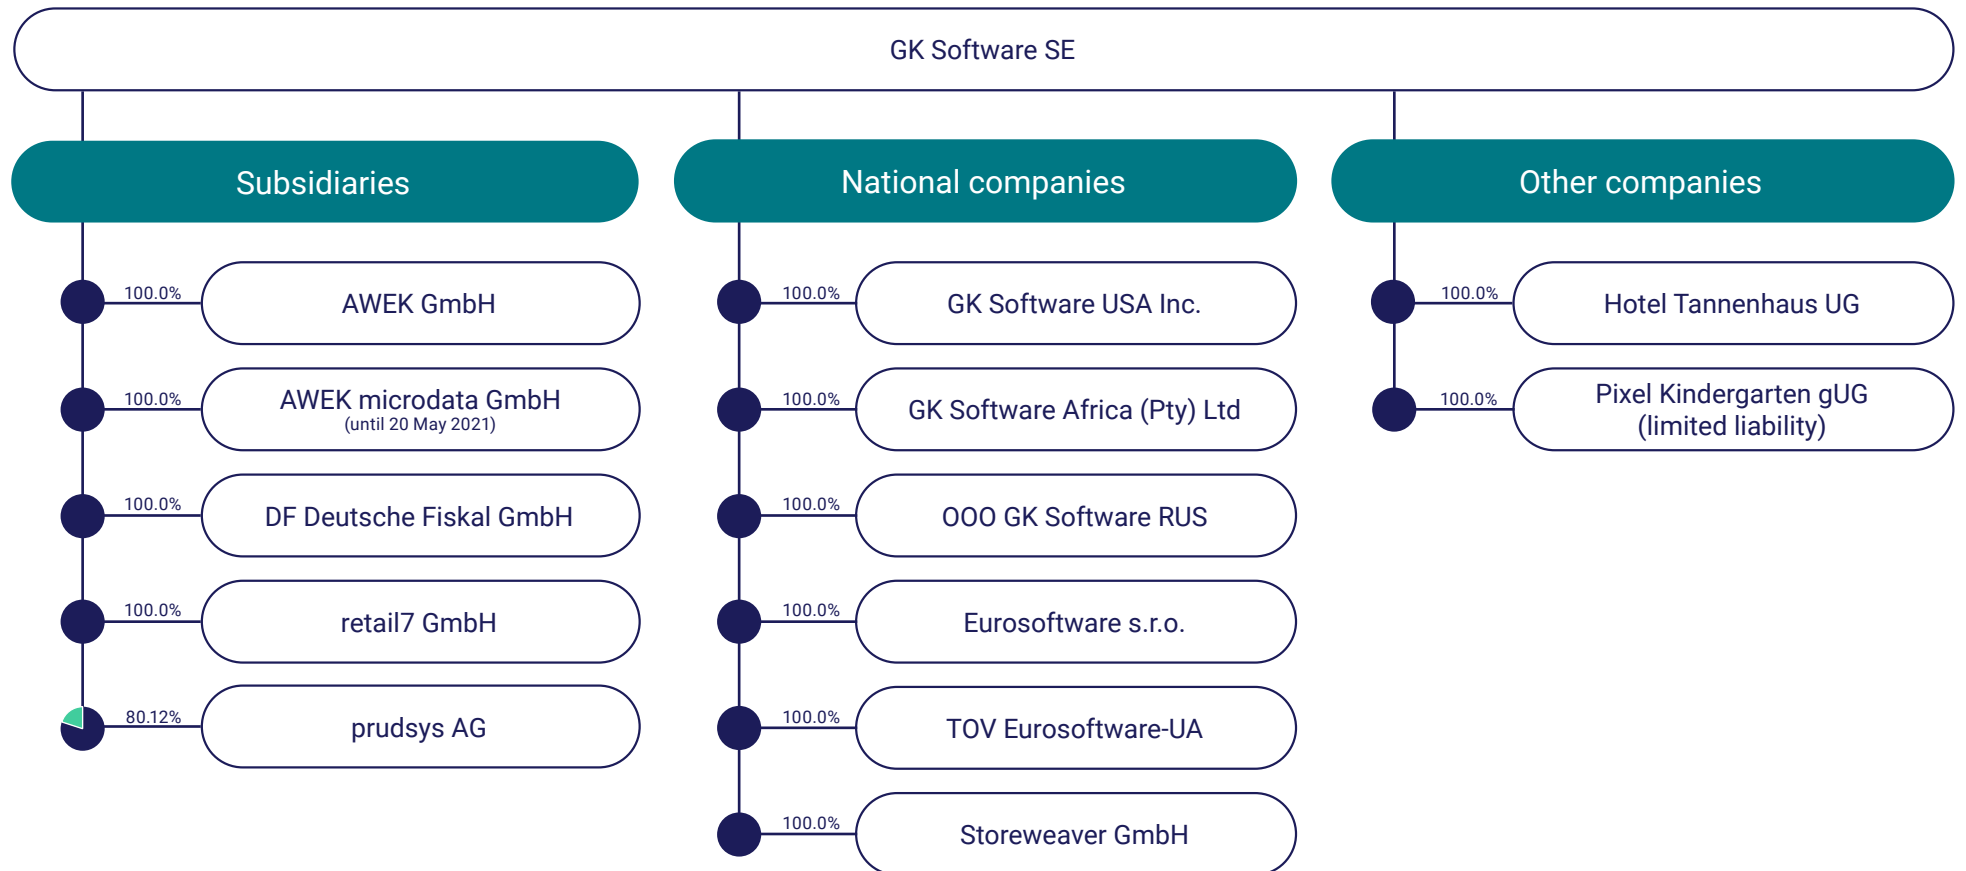 GK Software SE
Subsidiaries
100.0%
AWEK GmbH
100.0%
AWEK microdata GmbH
(until 20 May 2021)
100.0%
DF Deutsche Fiskal GmbH
100.0%
retail7 GmbH
80.12%
prudsys AG
National companies
100.0%
GK Software USA Inc.
100.0%
GK Software Africa (Pty) Ltd
100.0%
OOO GK Software RUS
100.0%
Eurosoftware s.r.o.
100.0%
TOV Eurosoftware-UA
100.0%
Storeweaver GmbH
Other companies
100.0%
Hotel Tannenhaus UG
100.0%
Pixel Kindergarten gUG
(limited liability)